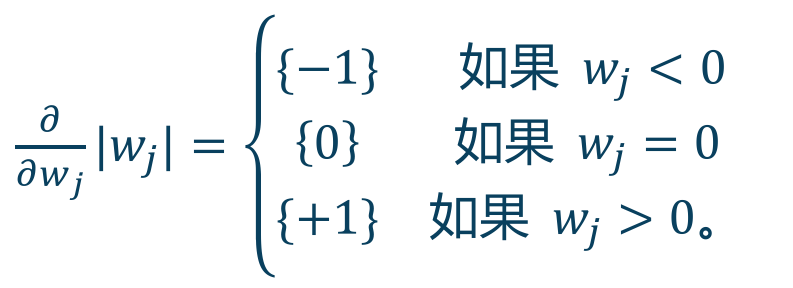 {−1} 如果 w_j < 0
∂/∂w_j |w_j| = { {0} 如果 w_j = 0
{+1} 如果 w_j > 0。